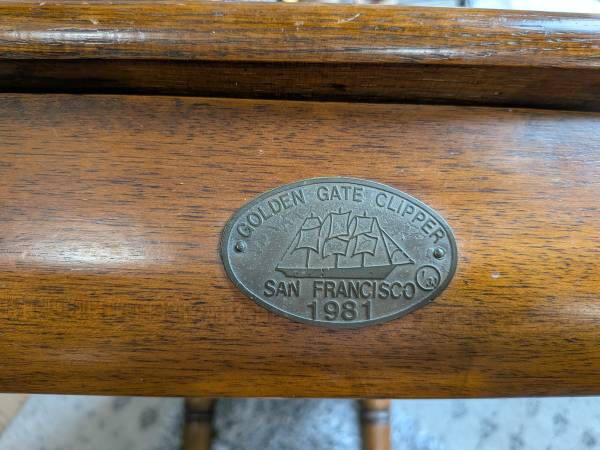 GOLDEN GATE CLIPPER
SAN FRANCISCO
1981